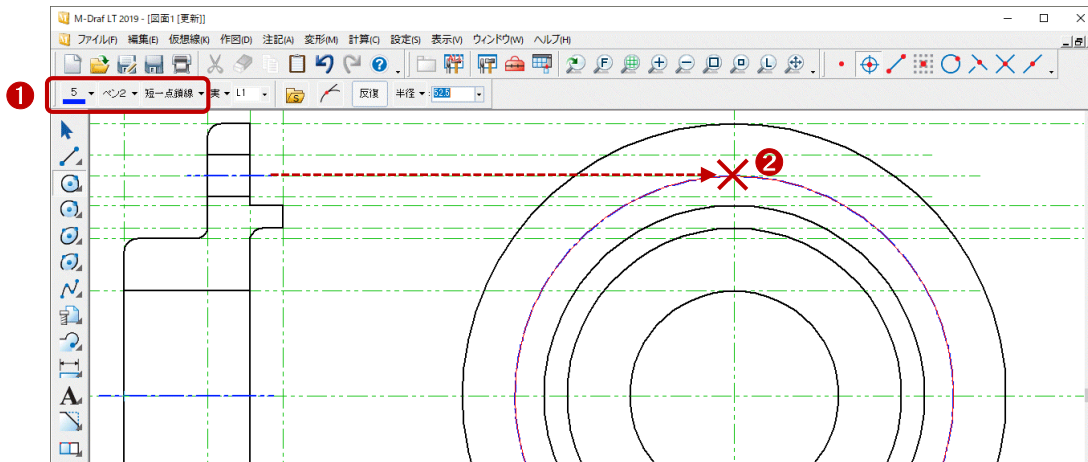 M-Draf LT 2019 - [図面1 [更新]]
ファイル(F) 編集(E) 仮想線(K) 作図(D) 注記(A) 変形(M) 計算(C) 設定(S) 表示(V) ウィンドウ(W) ヘルプ(H)
1 5 ペン2 短一点鎖線 実 L1 反復 半径 : 52.5
2